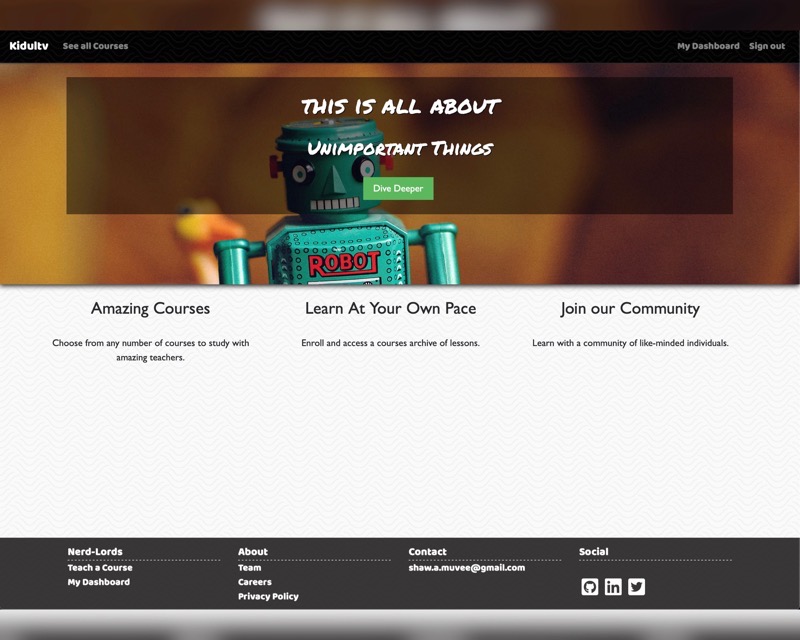 Kidultv See all Courses My Dashboard Sign out
THIS IS ALL ABOUT
UNIMPORTANT THINGS
Dive Deeper
ROBOT
Amazing Courses
Choose from any number of courses to study with
amazing teachers.
Learn At Your Own Pace
Enroll and access a courses archive of lessons.
Join our Community
Learn with a community of like-minded individuals.
Nerd-Lords
Teach a Course
My Dashboard
About
Team
Careers
Privacy Policy
Contact
shaw.a.muvee@gmail.com
Social